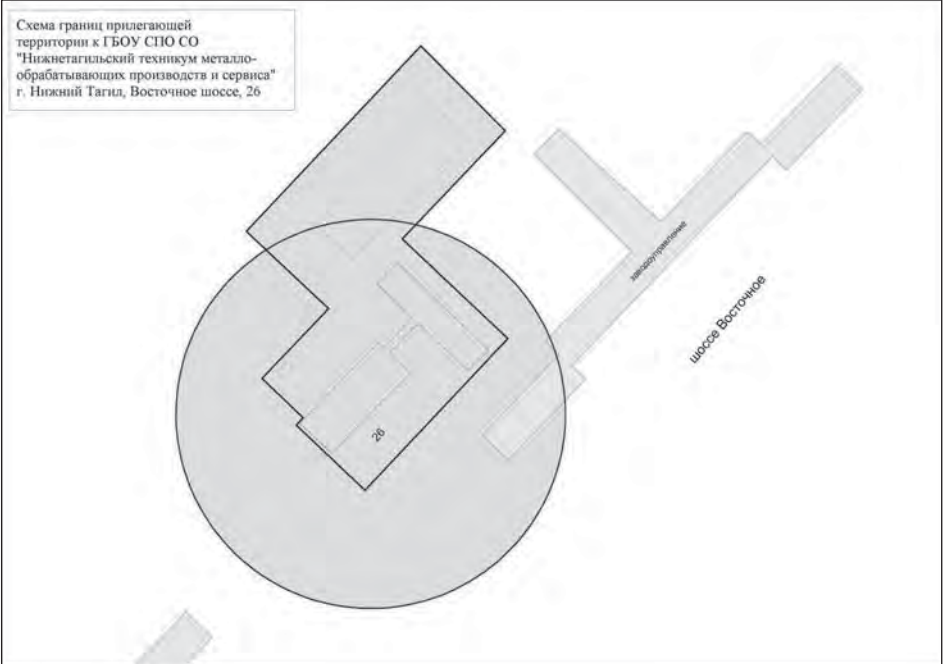 Схема границ прилегающей
территории к ГБОУ СПО СО
"Нижнетагильский техникум металло-
обрабатывающих производств и сервиса"
г. Нижний Тагил, Восточное шоссе, 26
заводоуправление
шоссе Восточное
26